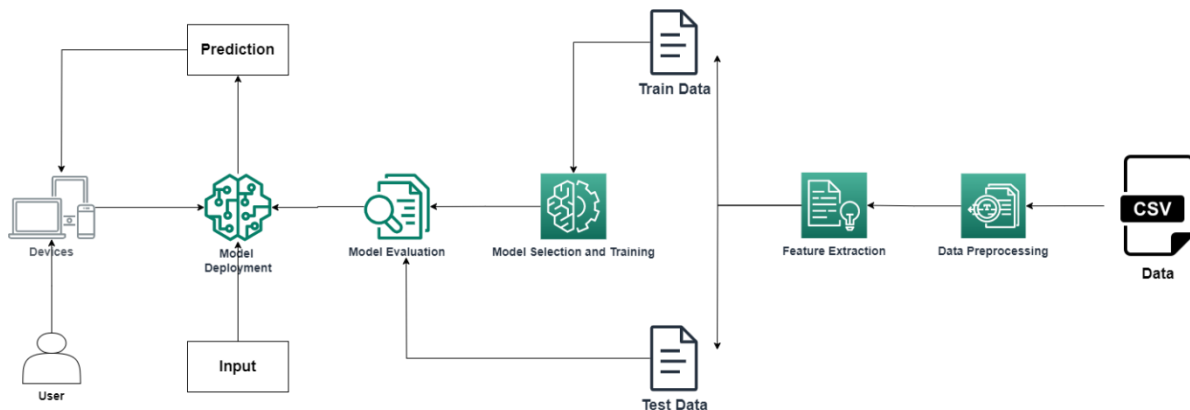 Prediction
Train Data
CSV
Devices
Model
Deployment
Model Evaluation
Model Selection and Training
Feature Extraction
Data Preprocessing
Data
Input
User
Test Data